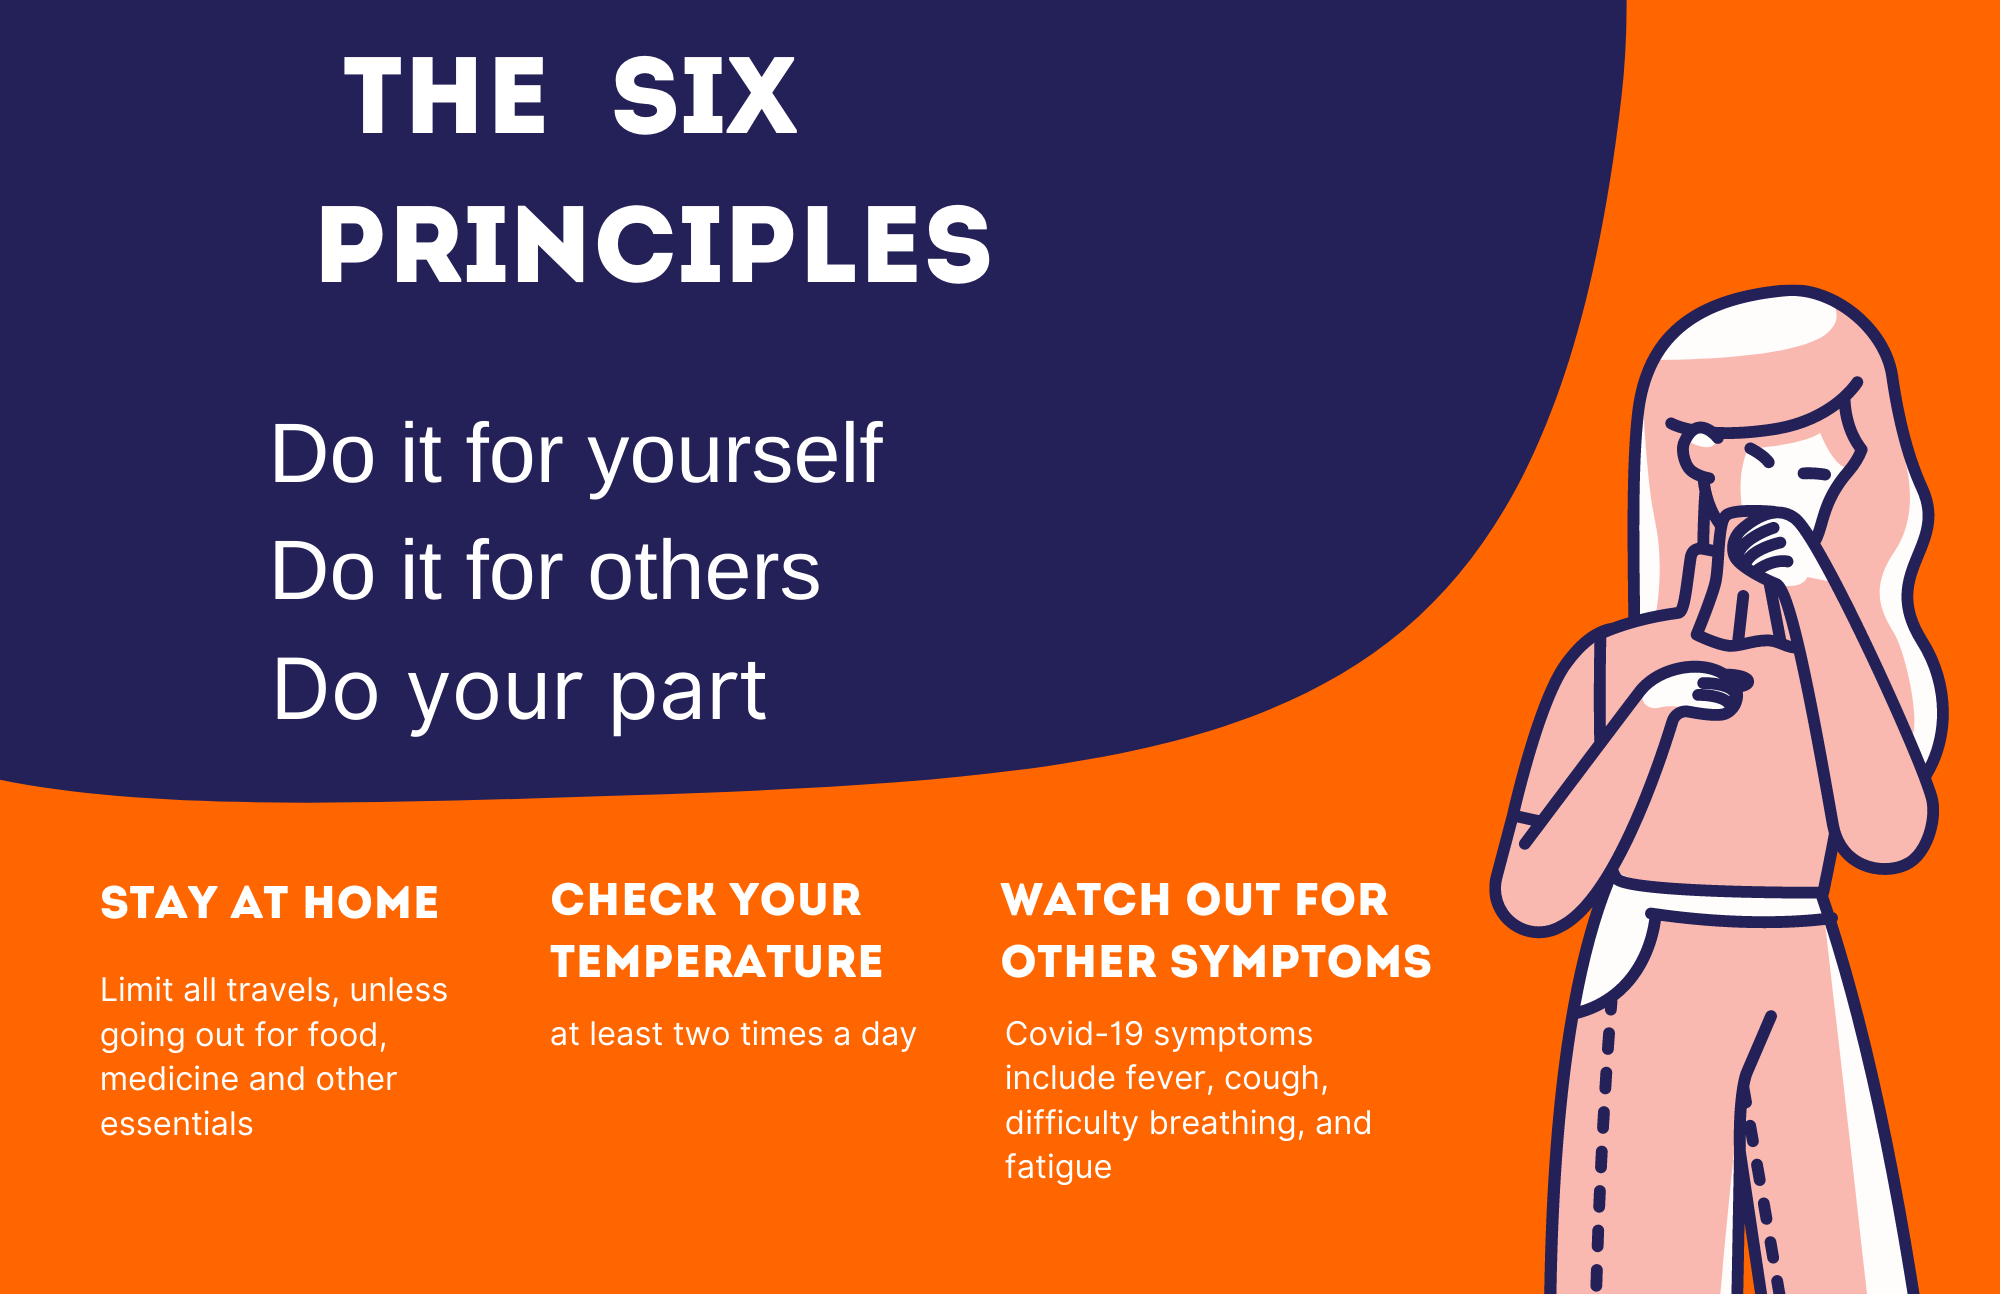 THE SIX
PRINCIPLES
Do it for yourself
Do it for others
Do your part
STAY AT HOME
Limit all travels, unless
going out for food,
medicine and other
essentials
CHECK YOUR
TEMPERATURE
at least two times a day
WATCH OUT FOR
OTHER SYMPTOMS
Covid-19 symptoms
include fever, cough,
difficulty breathing, and
fatigue